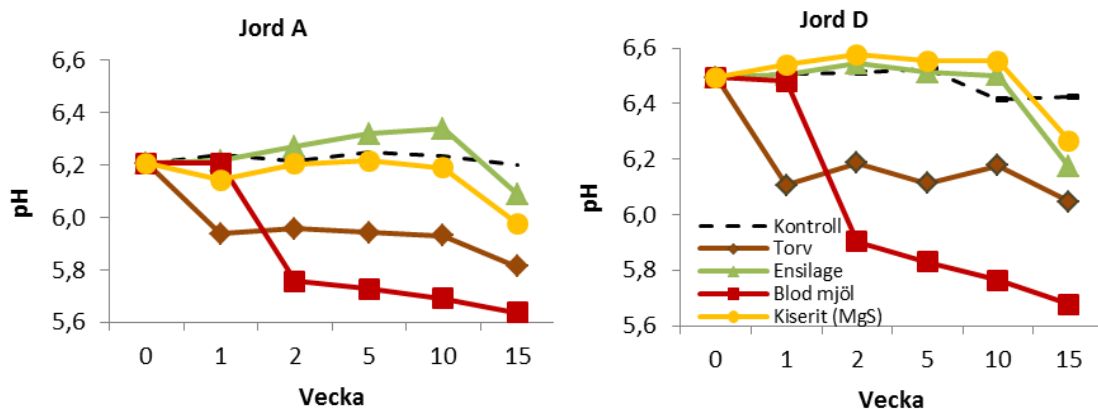 Jord A
6,6
6,4
6,2
6,0
5,8
5,6
pH
0 1 2 5 10 15
Vecka
Jord D
6,6
6,4
6,2
6,0
5,8
5,6
pH
Kontroll
Torv
Ensilage
Blod mjöl
Kiserit (MgS)
0 1 2 5 10 15
Vecka